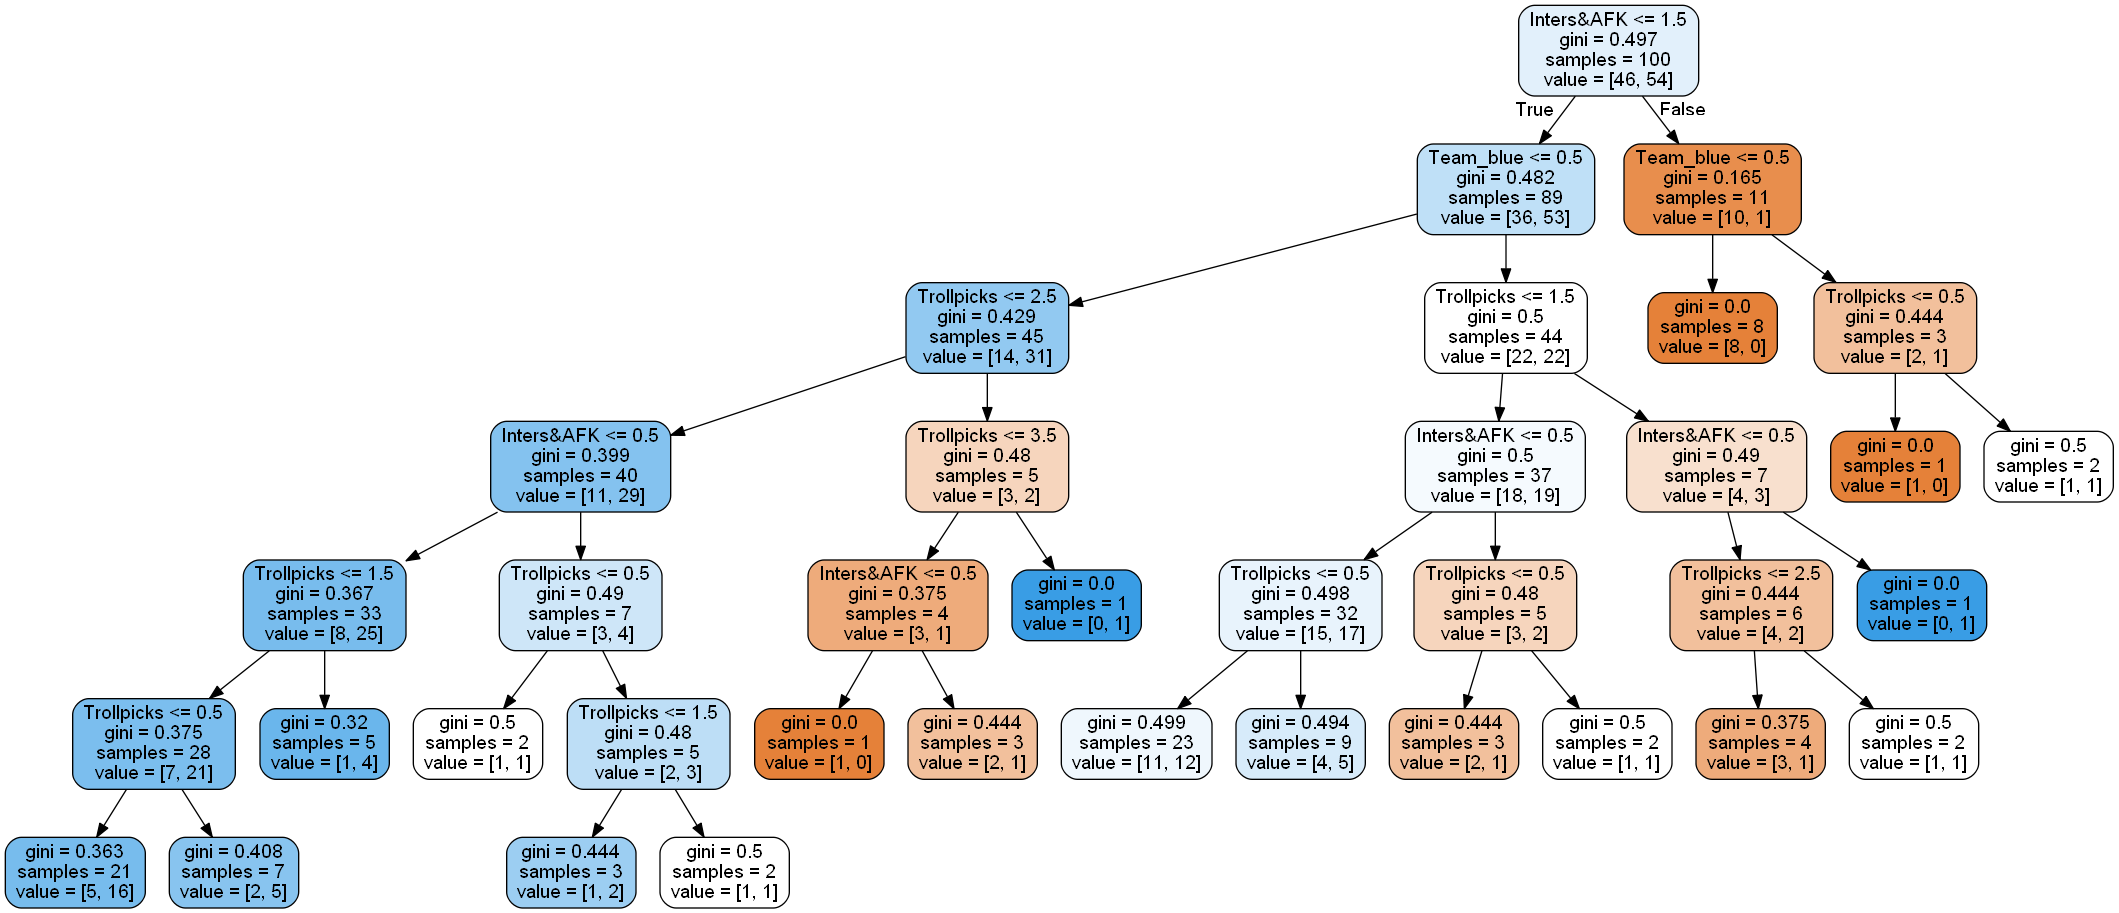 Inters&AFK <= 1.5
gini = 0.497
samples = 100
value = [46, 54]
True
False
Team_blue <= 0.5
gini = 0.482
samples = 89
value = [36, 53]
Team_blue <= 0.5
gini = 0.165
samples = 11
value = [10, 1]
Trollpicks <= 2.5
gini = 0.429
samples = 45
value = [14, 31]
Trollpicks <= 1.5
gini = 0.5
samples = 44
value = [22, 22]
gini = 0.0
samples = 8
value = [8, 0]
Trollpicks <= 0.5
gini = 0.444
samples = 3
value = [2, 1]
Inters&AFK <= 0.5
gini = 0.399
samples = 40
value = [11, 29]
Trollpicks <= 3.5
gini = 0.48
samples = 5
value = [3, 2]
Inters&AFK <= 0.5
gini = 0.5
samples = 37
value = [18, 19]
Inters&AFK <= 0.5
gini = 0.49
samples = 7
value = [4, 3]
gini = 0.0
samples = 1
value = [1, 0]
gini = 0.5
samples = 2
value = [1, 1]
Trollpicks <= 1.5
gini = 0.367
samples = 33
value = [8, 25]
Trollpicks <= 0.5
gini = 0.49
samples = 7
value = [3, 4]
Inters&AFK <= 0.5
gini = 0.375
samples = 4
value = [3, 1]
gini = 0.0
samples = 1
value = [0, 1]
Trollpicks <= 0.5
gini = 0.498
samples = 32
value = [15, 17]
Trollpicks <= 0.5
gini = 0.48
samples = 5
value = [3, 2]
Trollpicks <= 2.5
gini = 0.444
samples = 6
value = [4, 2]
gini = 0.0
samples = 1
value = [0, 1]
Trollpicks <= 0.5
gini = 0.375
samples = 28
value = [7, 21]
gini = 0.32
samples = 5
value = [1, 4]
gini = 0.5
samples = 2
value = [1, 1]
Trollpicks <= 1.5
gini = 0.48
samples = 5
value = [2, 3]
gini = 0.0
samples = 1
value = [1, 0]
gini = 0.444
samples = 3
value = [2, 1]
gini = 0.499
samples = 23
value = [11, 12]
gini = 0.494
samples = 9
value = [4, 5]
gini = 0.444
samples = 3
value = [2, 1]
gini = 0.5
samples = 2
value = [1, 1]
gini = 0.375
samples = 4
value = [3, 1]
gini = 0.5
samples = 2
value = [1, 1]
gini = 0.363
samples = 21
value = [5, 16]
gini = 0.408
samples = 7
value = [2, 5]
gini = 0.444
samples = 3
value = [1, 2]
gini = 0.5
samples = 2
value = [1, 1]